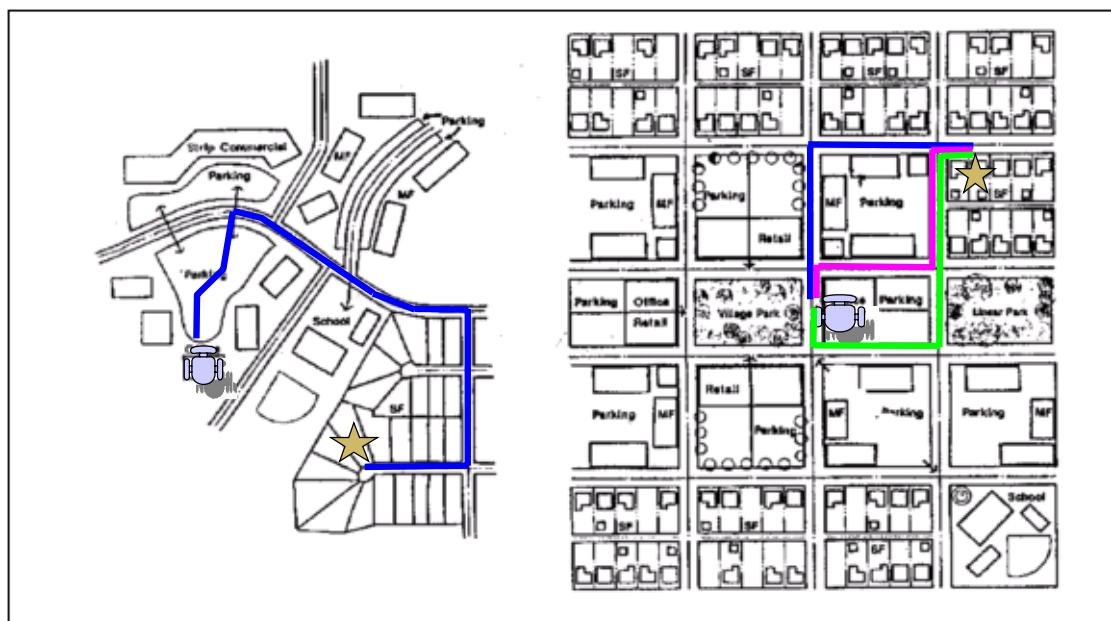 Parking
Strip Commercial
MF
Parking
MF
Parking
School
SF
SF
SF
SF
SF
Parking
MF
Parking
Retail
MF
Parking
SF
Parking
Office
Retail
Village Park
Parking
Linear Park
Parking
MF
Retail
Parking
MF
Parking
Parking
MF
SF
SF
SF
School